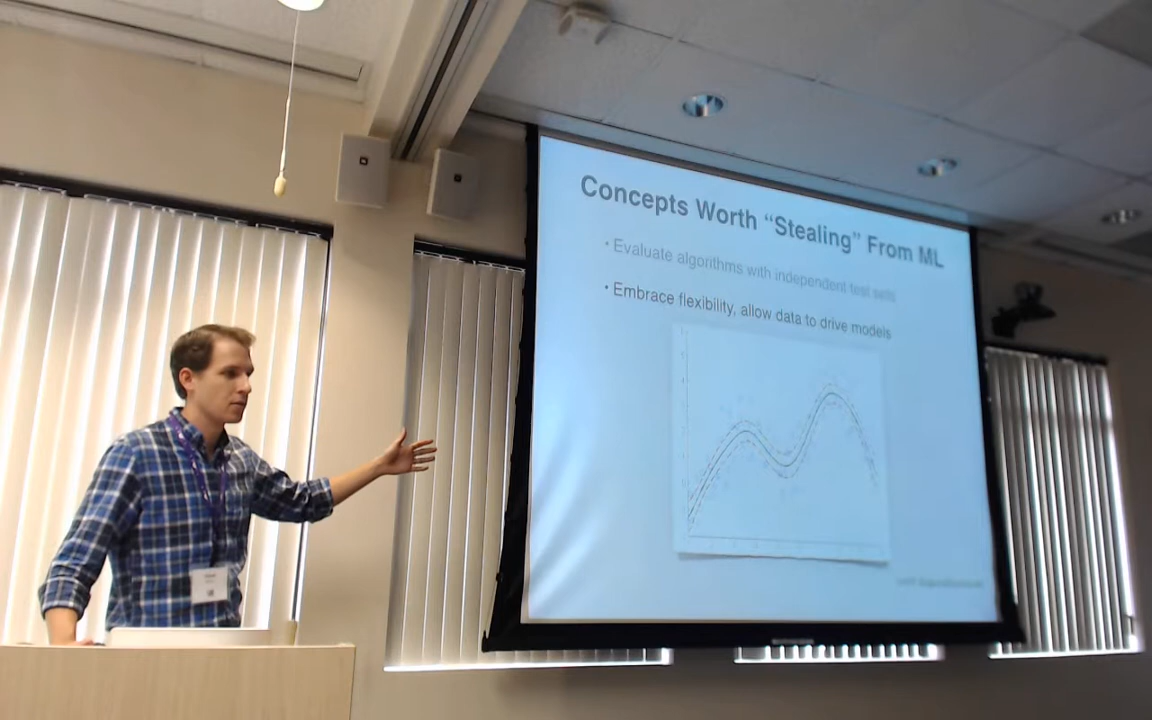 Concepts Worth “Stealing” From ML
• Evaluate algorithms with independent test sets
• Embrace flexibility, allow data to drive models